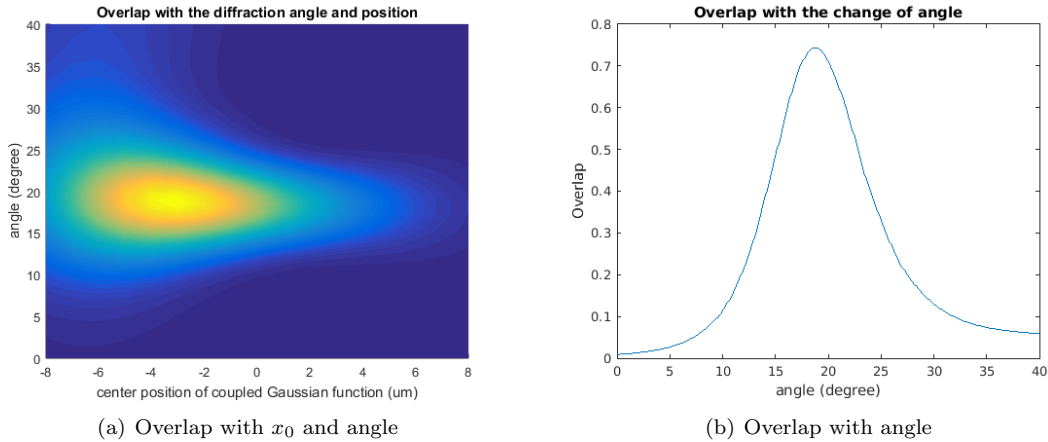 Overlap with the diffraction angle and position
40
35
30
25
20
15
10
5
0
angle (degree)
-8 -6 -4 -2 0 2 4 6 8
center position of coupled Gaussian function (um)
(a) Overlap with x₀ and angle
Overlap with the change of angle
0.8
0.7
0.6
0.5
0.4
0.3
0.2
0.1
0
Overlap
0 5 10 15 20 25 30 35 40
angle (degree)
(b) Overlap with angle